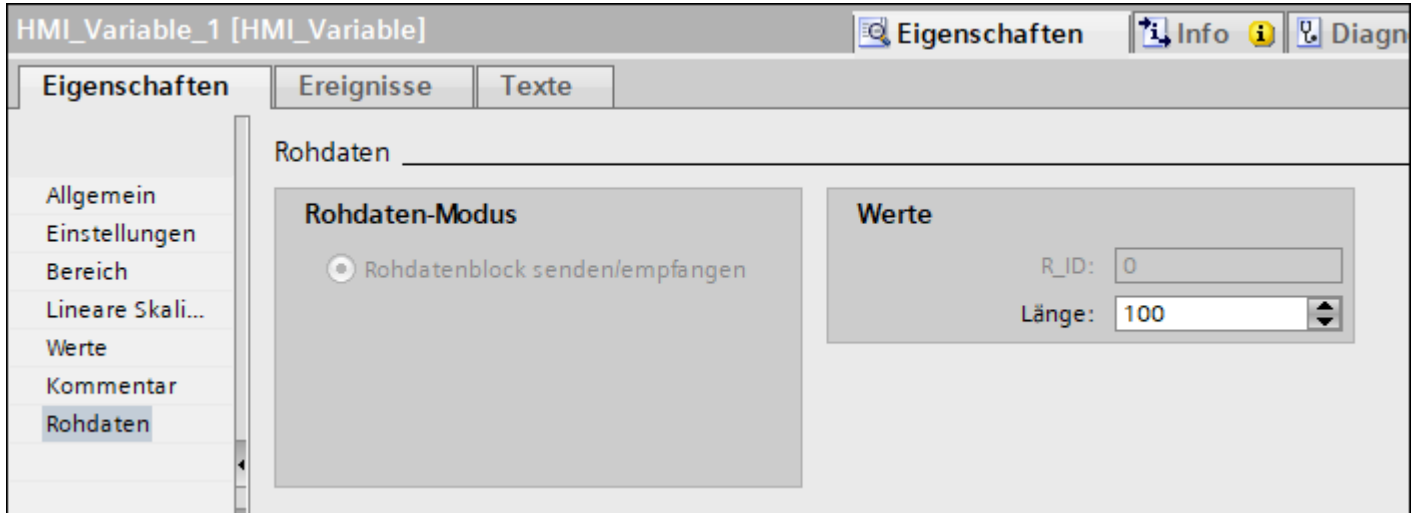 HMI_Variable_1 [HMI_Variable]
Eigenschaften
Info
Diagn
Eigenschaften
Ereignisse
Texte
Rohdaten
Allgemein
Einstellungen
Bereich
Lineare Skali...
Werte
Kommentar
Rohdaten
Rohdaten-Modus
Rohdatenblock senden/empfangen
Werte
R_ID: 0
Länge: 100